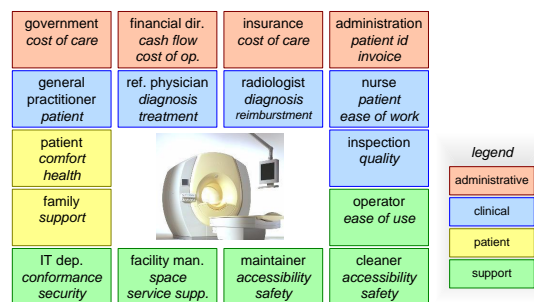 government
cost of care
financial dir.
cash flow
cost of op.
insurance
cost of care
administration
patient id
invoice
general
practitioner
patient
ref. physician
diagnosis
treatment
radiologist
diagnosis
reimburstment
nurse
patient
ease of work
patient
comfort
health
inspection
quality
family
support
operator
ease of use
IT dep.
conformance
security
facility man.
space
service supp.
maintainer
accessibility
safety
cleaner
accessibility
safety
legend
administrative
clinical
patient
support